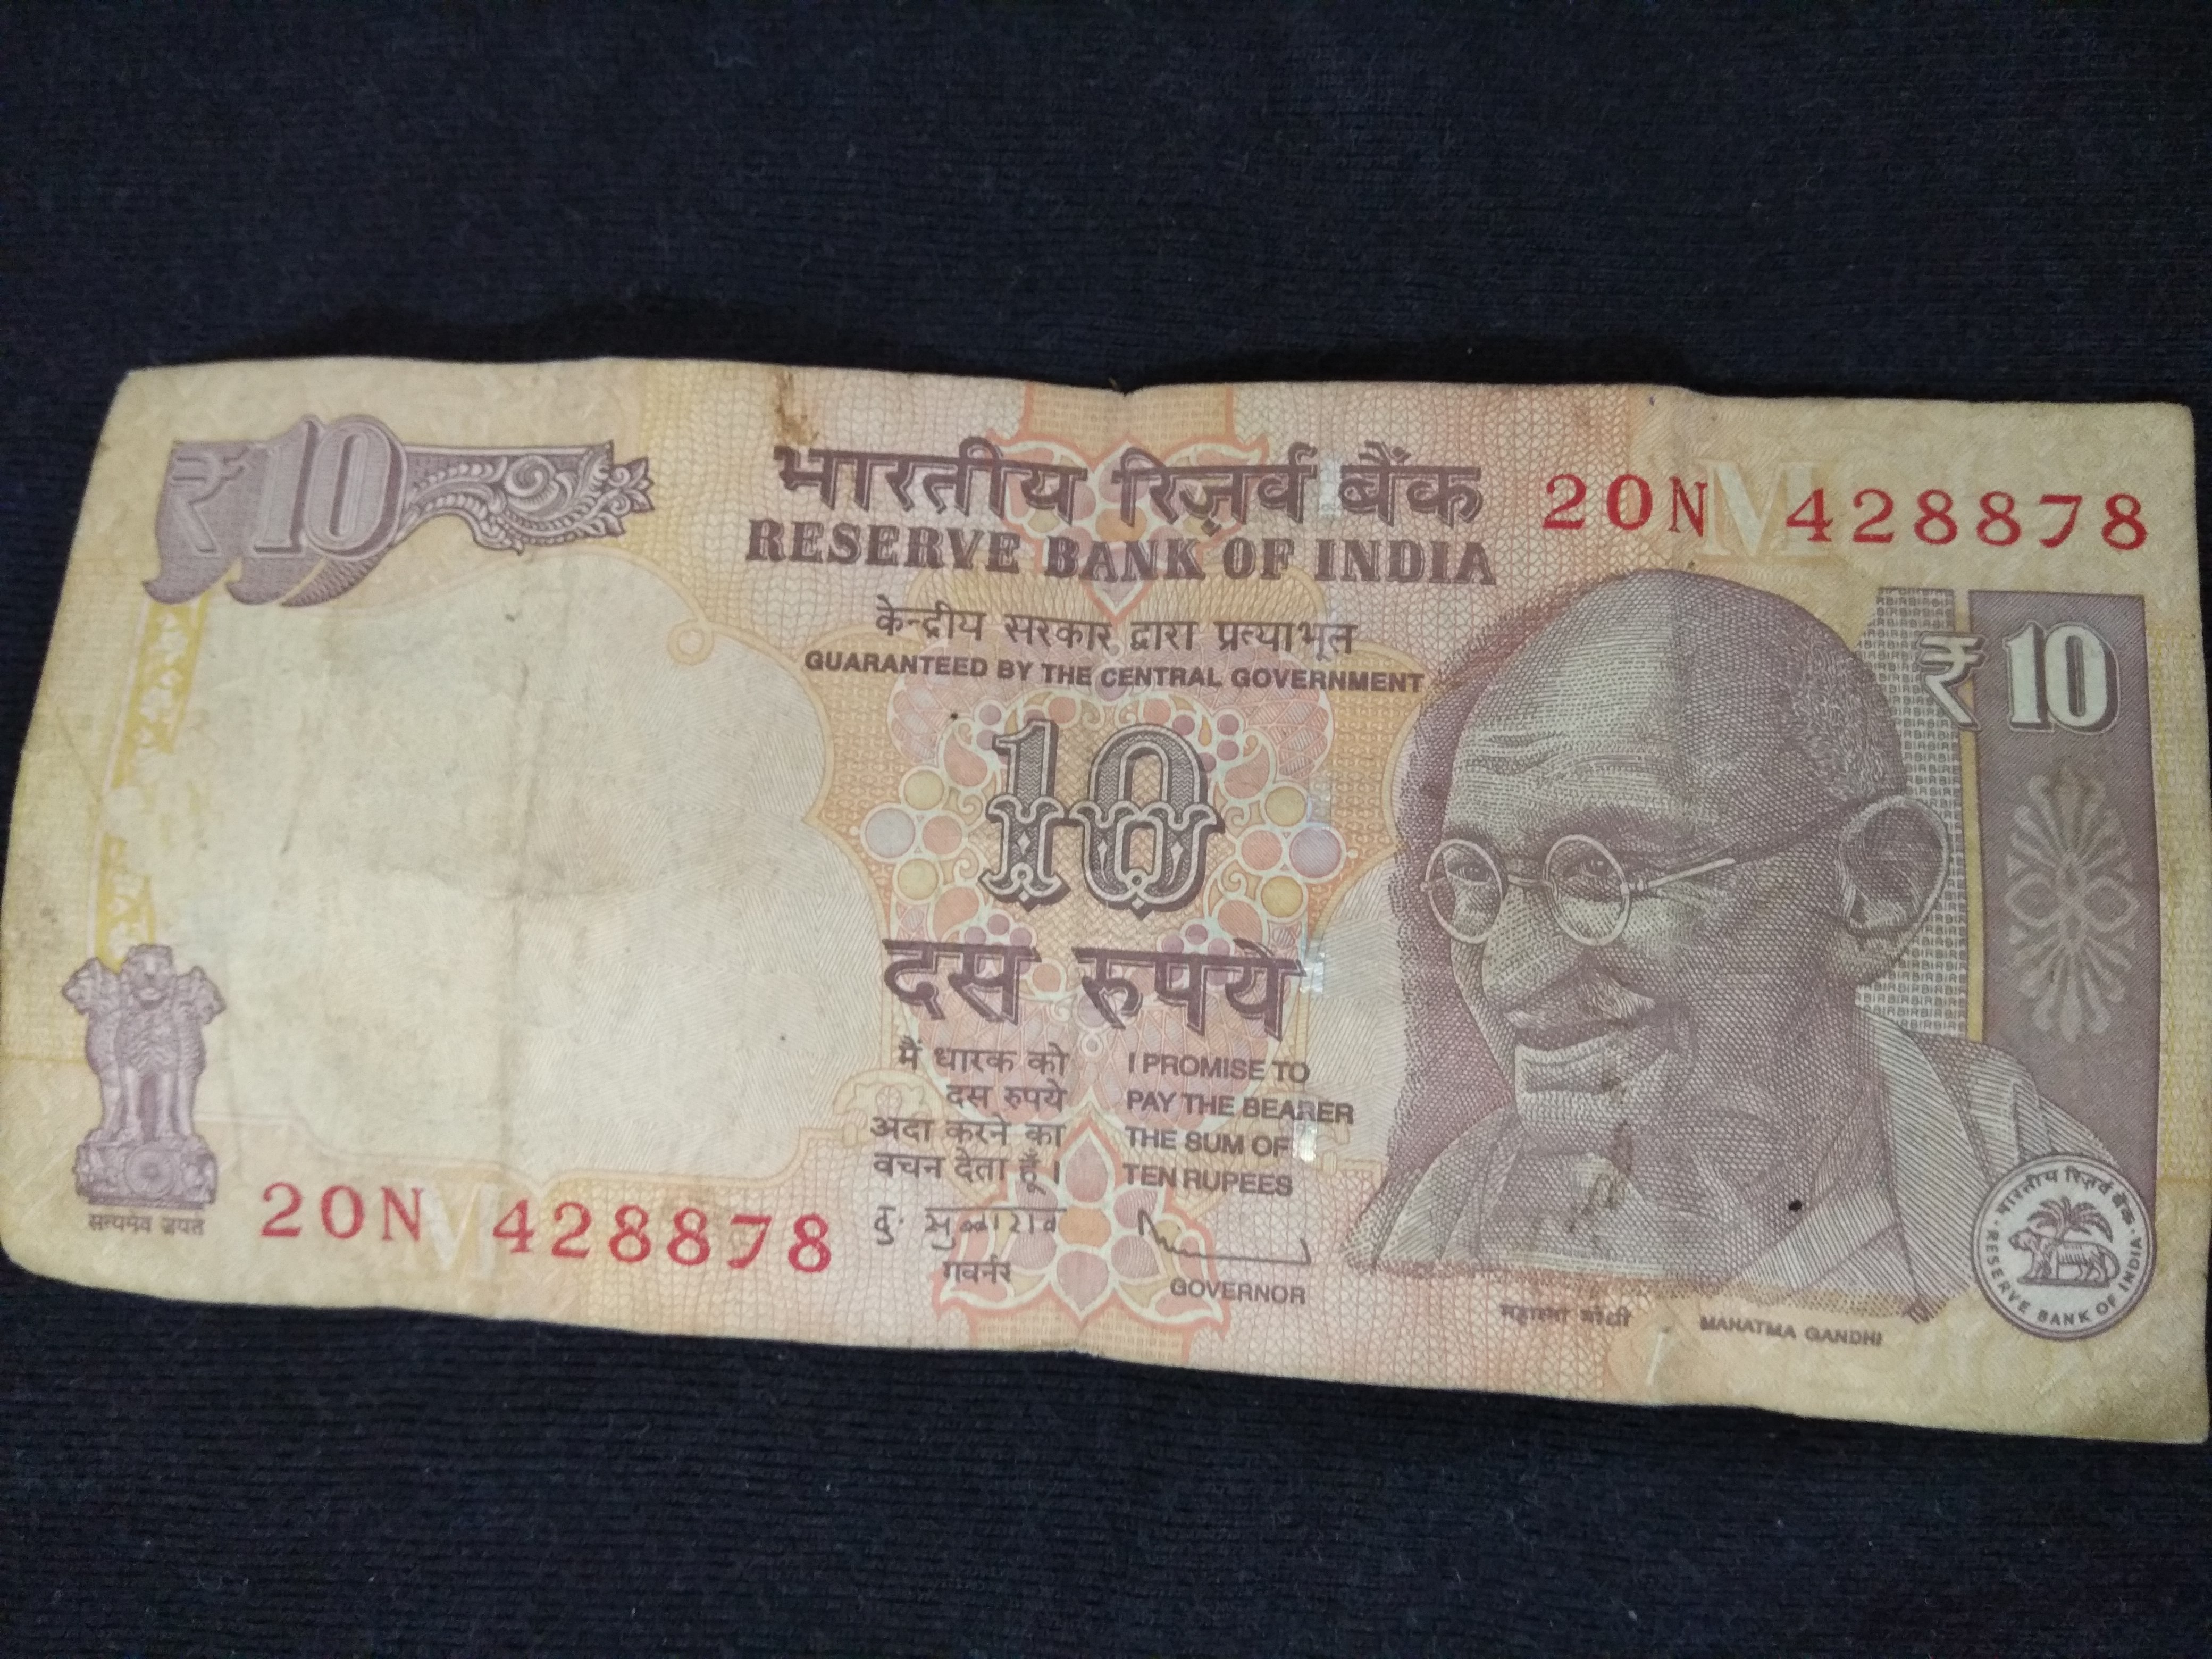 ₹10
भारतीय रिज़र्व बैंक
RESERVE BANK OF INDIA
20N 428878
केन्द्रीय सरकार द्वारा प्रत्याभूत
GUARANTEED BY THE CENTRAL GOVERNMENT
₹10
10
दस रुपये
मैं धारक को
दस रुपये
अदा करने का
वचन देता हूँ।
I PROMISE TO
PAY THE BEARER
THE SUM OF
TEN RUPEES
गवर्नर
GOVERNOR
सत्यमेव जयते
20N 428878
महात्मा गांधी
MAHATMA GANDHI
भारतीय रिज़र्व बैंक
RESERVE BANK OF INDIA